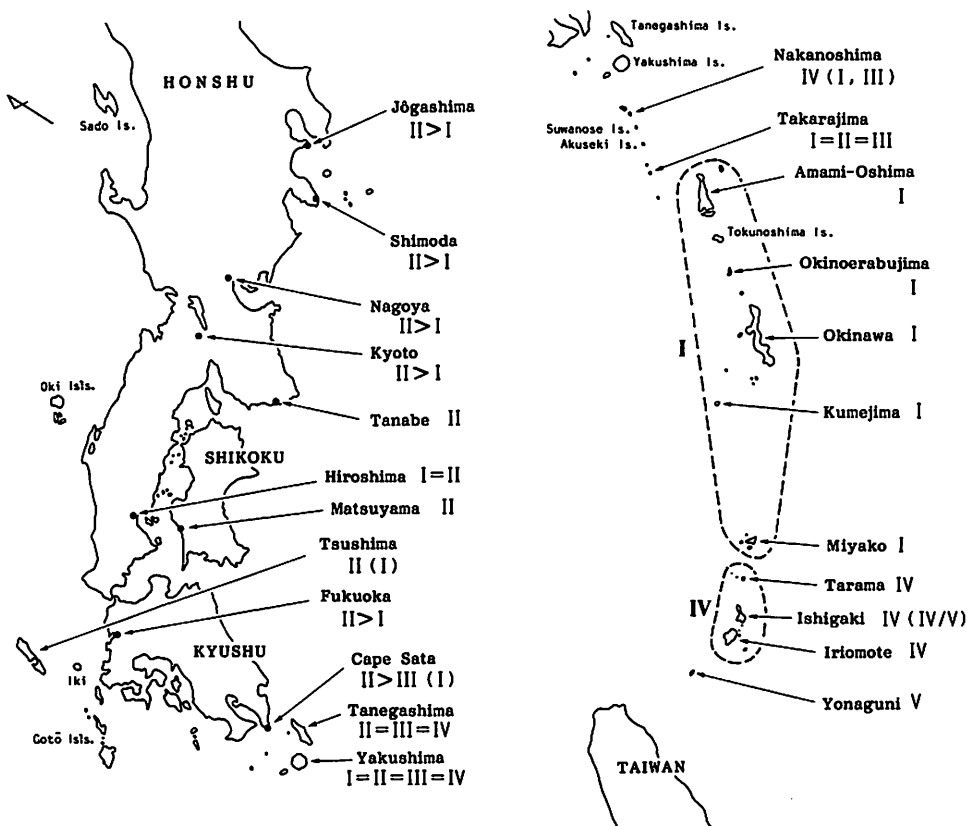 HONSHU
Sado Is.
Jôgashima
II>I
Shimoda
II>I
Nagoya
II>I
Kyoto
II>I
Oki Isls.
Tanabe II
SHIKOKU
Hiroshima I=II
Matsuyama II
Tsushima
II (I)
Fukuoka
II>I
KYUSHU
Iki
Cape Sata
II>III (I)
Gotō Isls.
Tanegashima
II=III=IV
Yakushima
I=II=III=IV
Tanegashima Is.
Yakushima Is.
Nakanoshima
IV (I, III)
Suwanose Is.
Akuseki Is.
Takarajima
I=II=III
Amami-Oshima
I
Tokunoshima Is.
Okinoerabujima
I
Okinawa I
I
Kumejima I
Miyako I
Tarama IV
IV
Ishigaki IV (IV/V)
Iriomote IV
Yonaguni V
TAIWAN